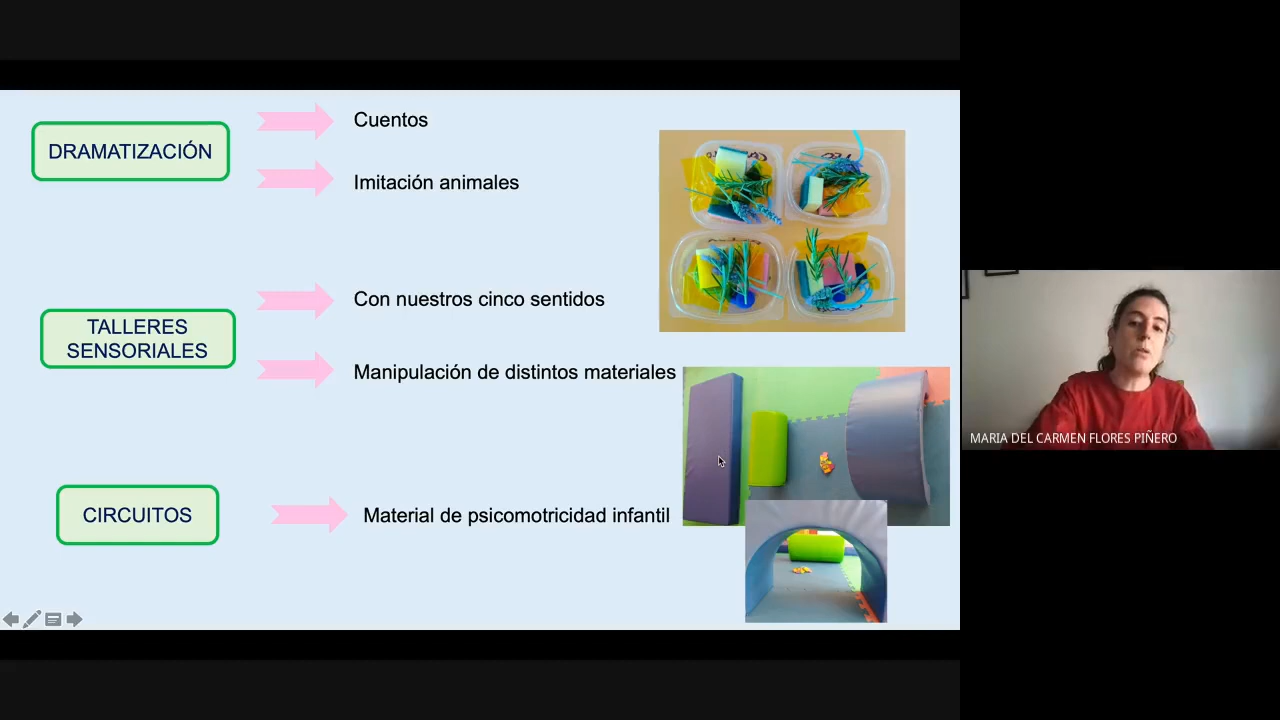 DRAMATIZACIÓN
Cuentos
Imitación animales
TALLERES
SENSORIALES
Con nuestros cinco sentidos
Manipulación de distintos materiales
CIRCUITOS
Material de psicomotricidad infantil
MARIA DEL CARMEN FLORES PIÑERO